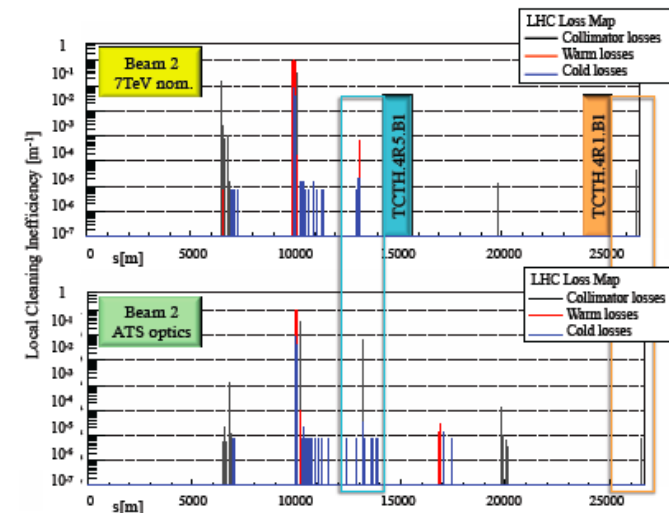 LHC Loss Map
Collimator losses
Warm losses
Cold losses
Beam 2
7TeV nom.
1
10-1
10-2
10-3
10-4
10-5
10-6
10-7
TCTH.4R5.B1
TCTH.4R1.B1
0 5000 10000 15000 20000 25000
s[m]
Local Cleaning Inefficiency [m-1]
LHC Loss Map
Collimator losses
Warm losses
Cold losses
Beam 2
ATS optics
1
10-1
10-2
10-3
10-4
10-5
10-6
10-7
0 5000 10000 15000 20000 25000
s[m]